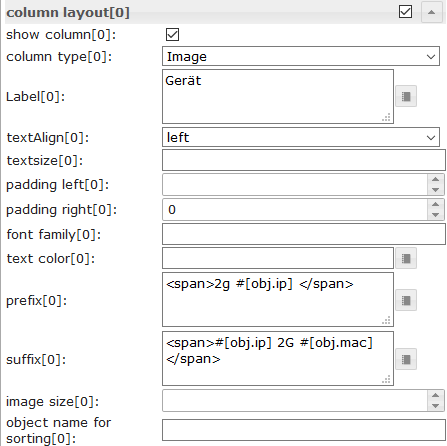 column layout[0]
show column[0]:
column type[0]: Image
Label[0]: Gerät
textAlign[0]: left
textsize[0]:
padding left[0]:
padding right[0]: 0
font family[0]:
text color[0]:
prefix[0]: <span>2g #[obj.ip] </span>
suffix[0]: <span>#[obj.ip] 2G #[obj.mac]
</span>
image size[0]:
object name for
sorting[0]: